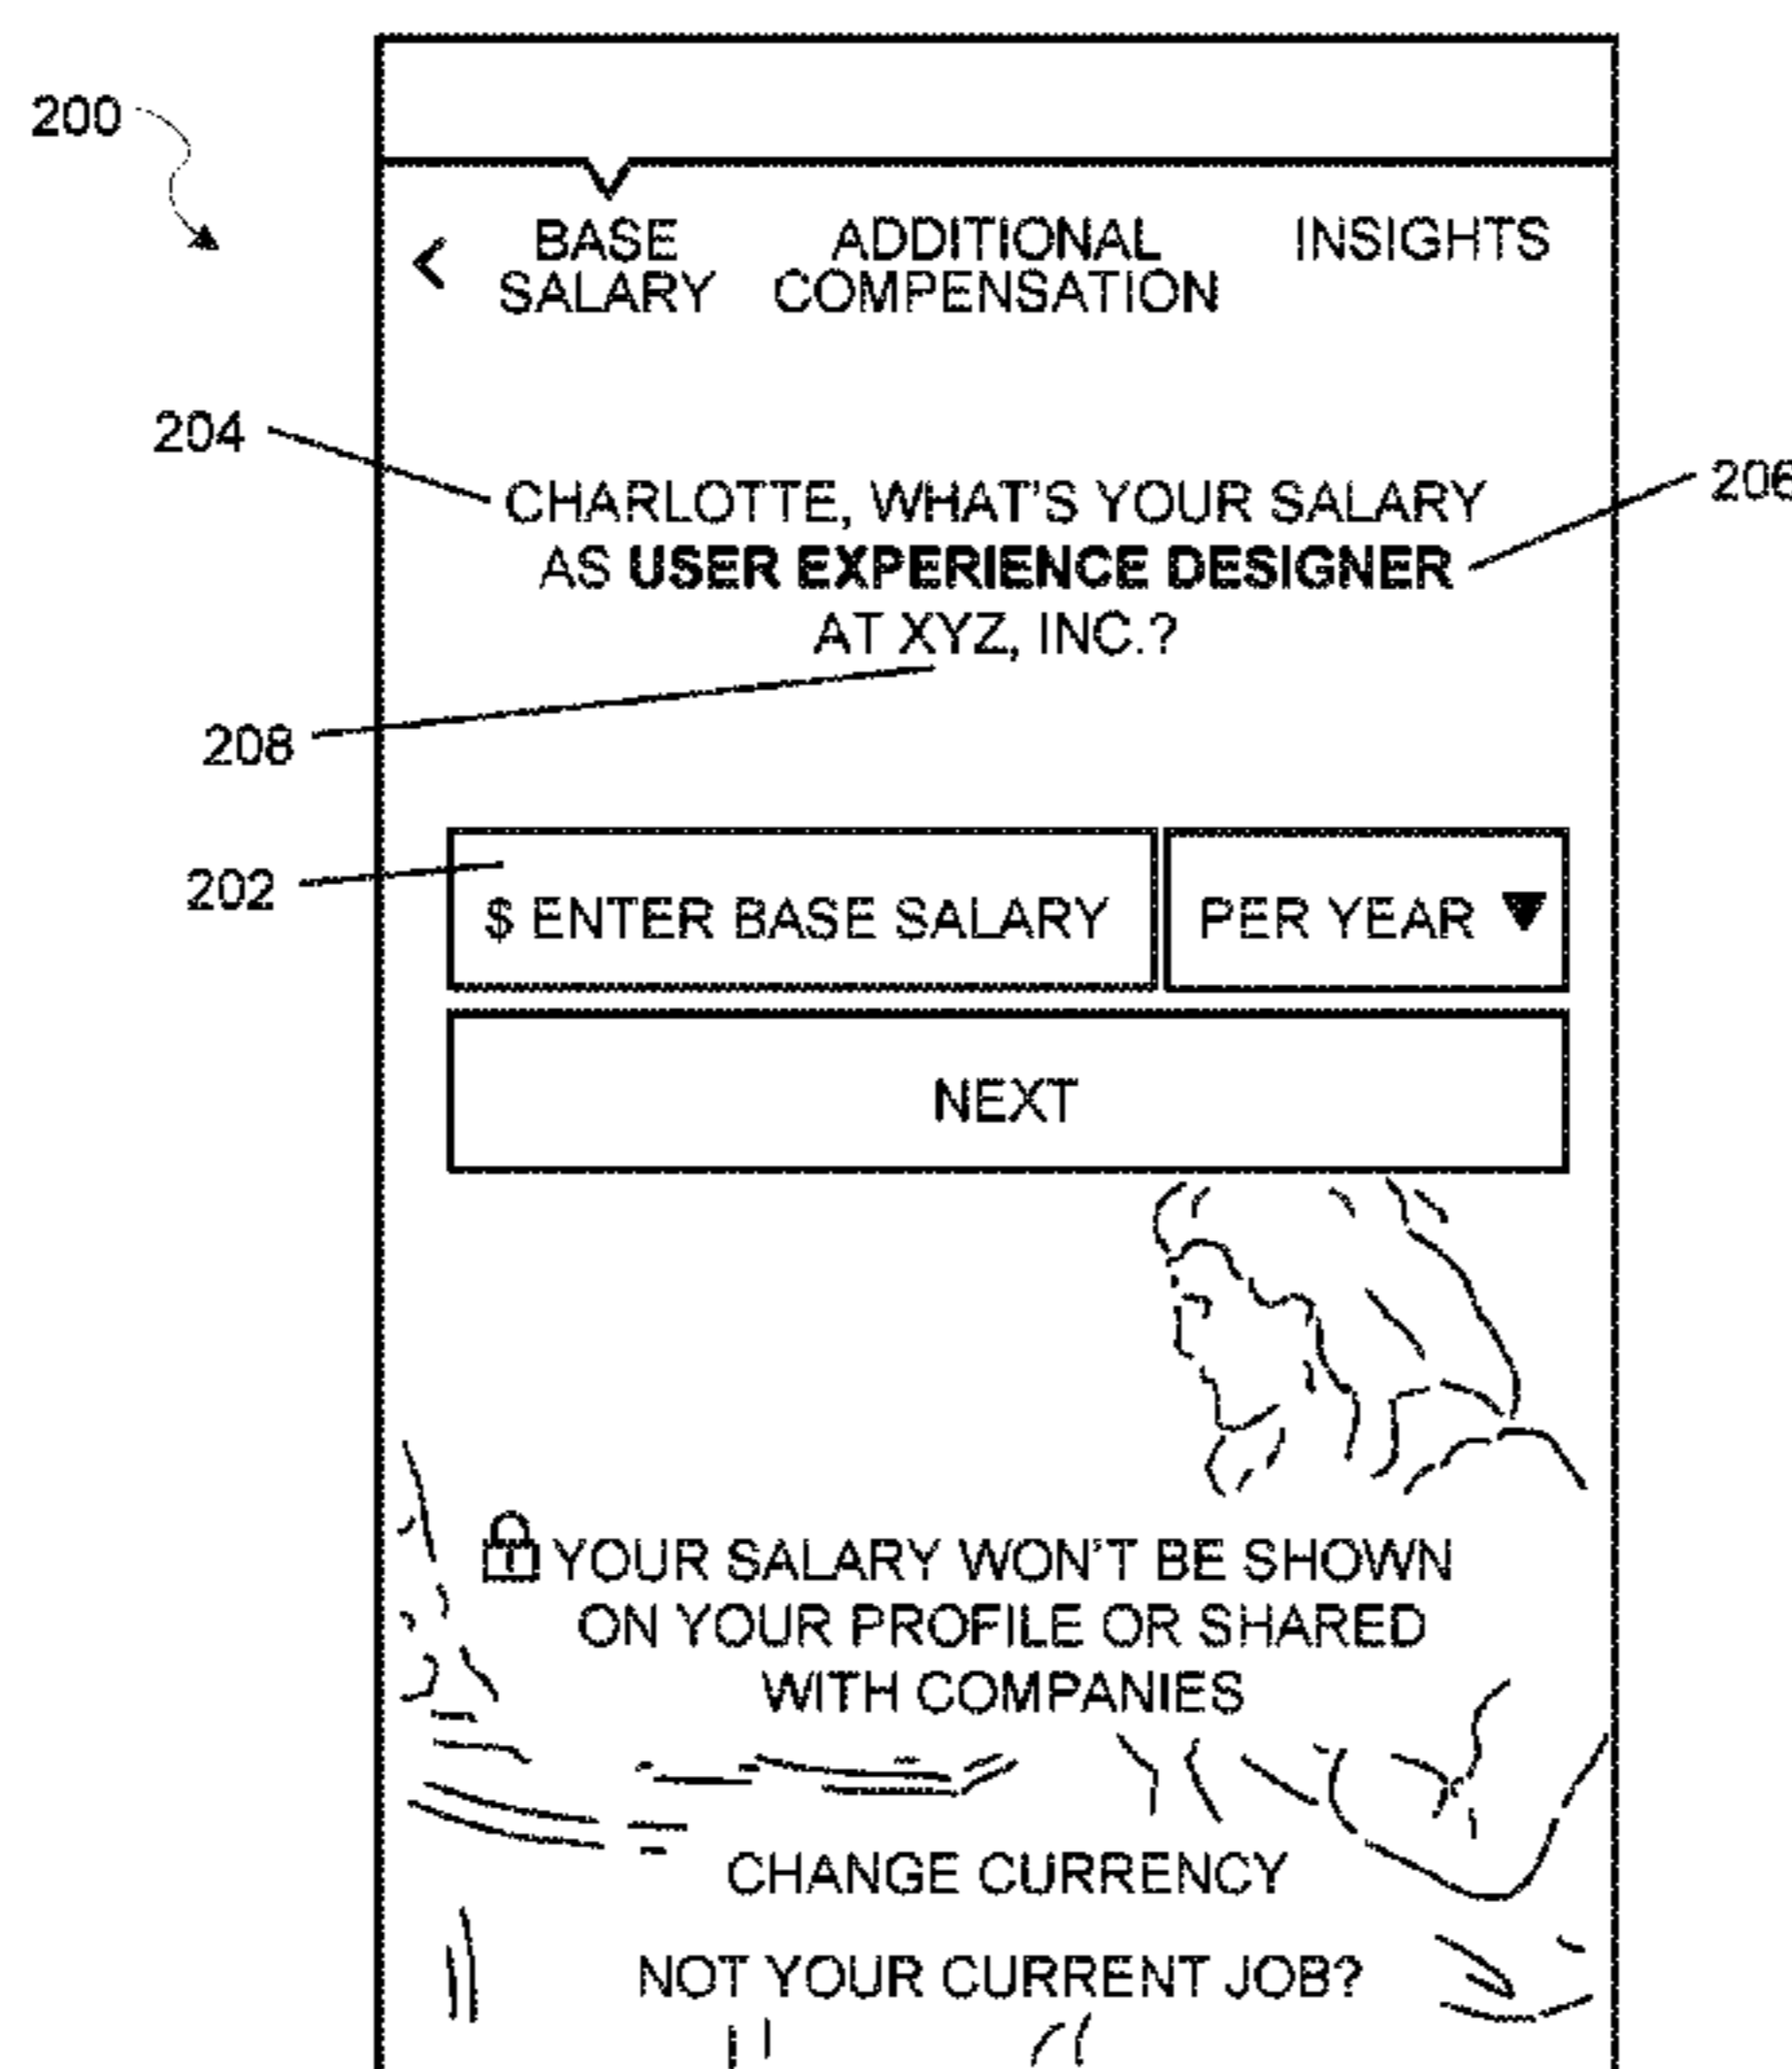 200
BASE ADDITIONAL INSIGHTS
< SALARY COMPENSATION
204
206
CHARLOTTE, WHAT'S YOUR SALARY
AS USER EXPERIENCE DESIGNER
AT XYZ, INC.?
208
202
$ ENTER BASE SALARY PER YEAR ▼
NEXT
YOUR SALARY WON'T BE SHOWN
ON YOUR PROFILE OR SHARED
WITH COMPANIES
CHANGE CURRENCY
NOT YOUR CURRENT JOB?